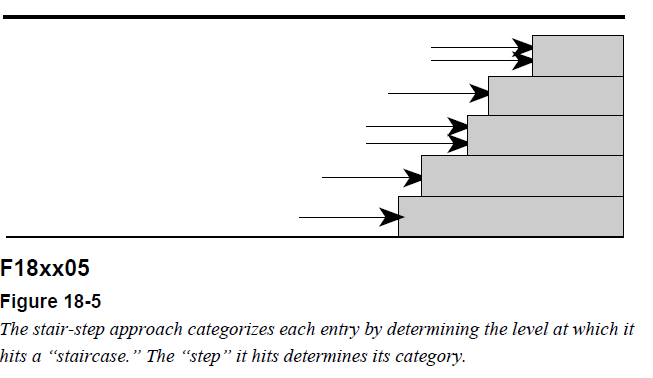 F18xx05
Figure 18-5
The stair-step approach categorizes each entry by determining the level at which it
hits a “staircase.” The “step” it hits determines its category.